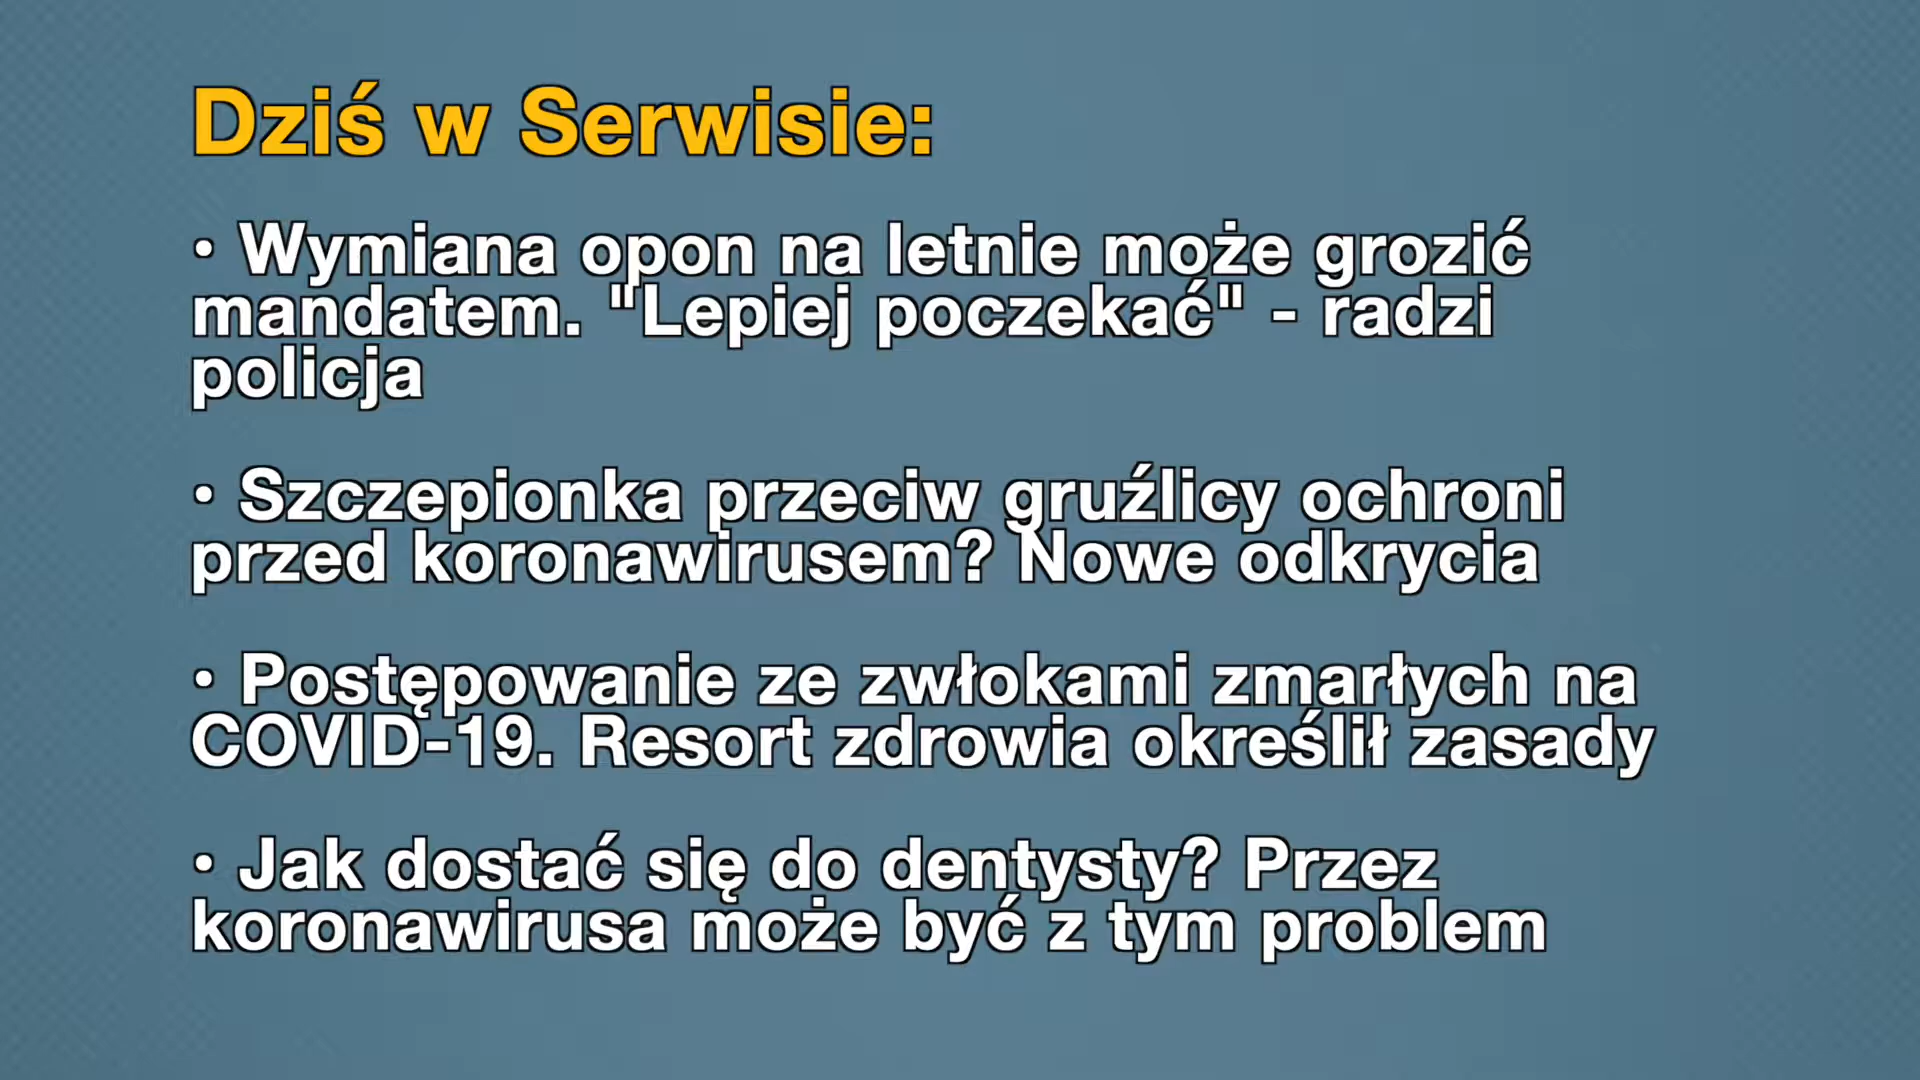 Dziś w Serwisie:
• Wymiana opon na letnie może grozić
mandatem. "Lepiej poczekać" - radzi
policja
• Szczepionka przeciw gruźlicy ochroni
przed koronawirusem? Nowe odkrycia
• Postępowanie ze zwłokami zmarłych na
COVID-19. Resort zdrowia określił zasady
• Jak dostać się do dentysty? Przez
koronawirusa może być z tym problem